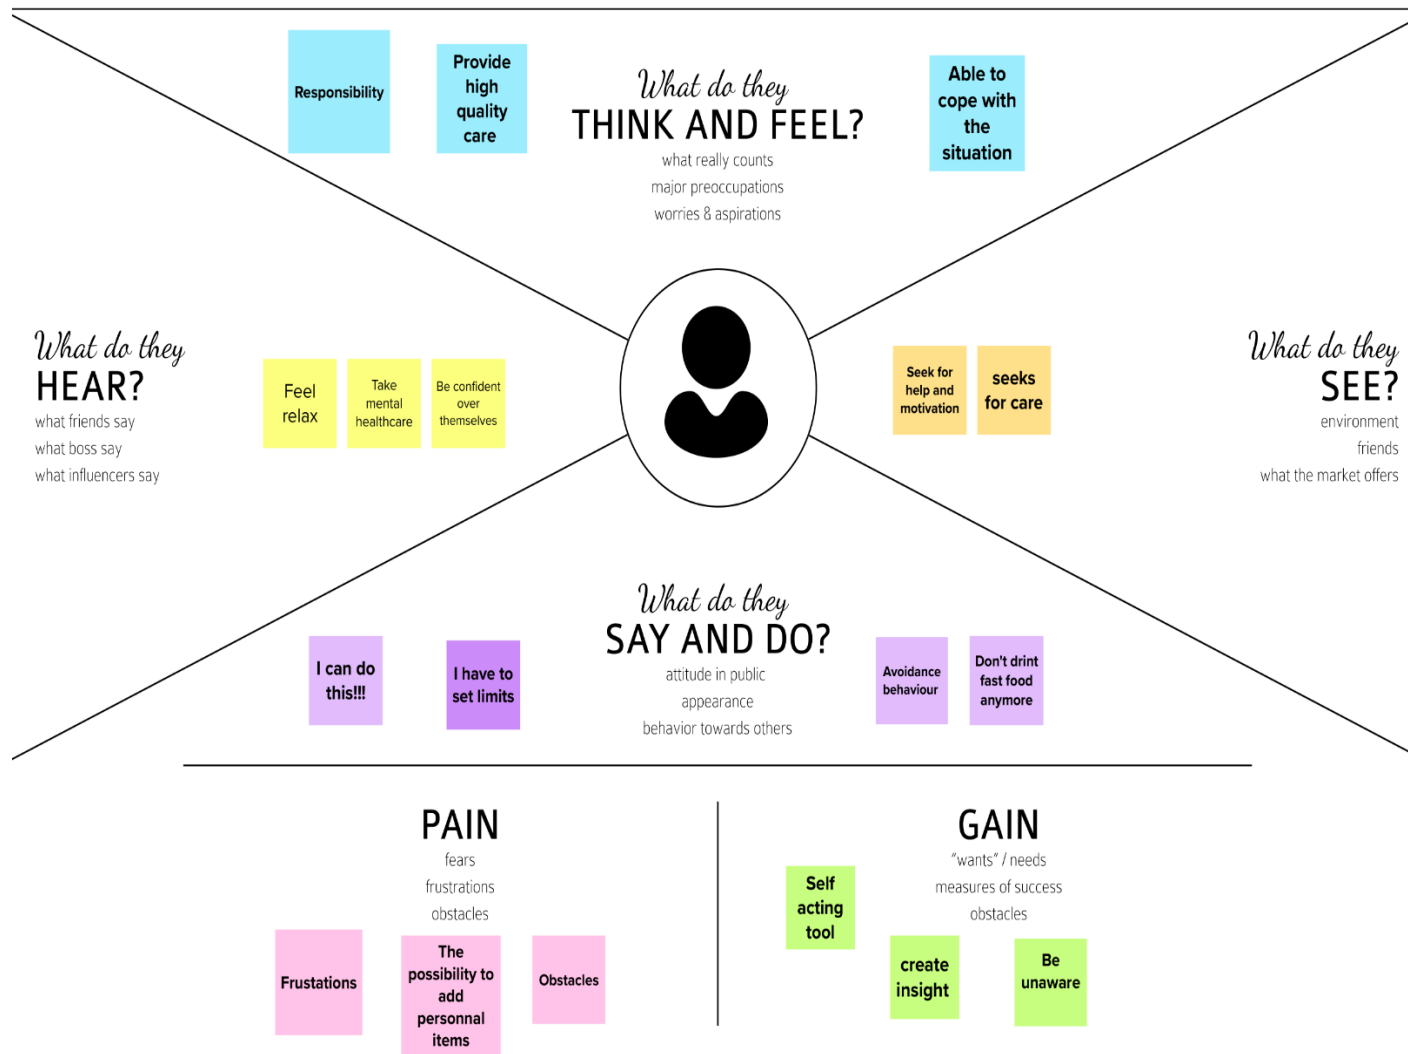 Responsibility
Provide
high
quality
care
What do they
THINK AND FEEL?
what really counts
major preoccupations
worries & aspirations
Able to
cope with
the
situation
What do they
HEAR?
what friends say
what boss say
what influencers say
Feel
relax
Take
mental
healthcare
Be confident
over
themselves
Seek for
help and
motivation
seeks
for care
What do they
SEE?
environment
friends
what the market offers
What do they
SAY AND DO?
attitude in public
appearance
behavior towards others
I can do
this!!!
I have to
set limits
Avoidance
behaviour
Don't drint
fast food
anymore
PAIN
fears
frustrations
obstacles
Frustations
The
possibility to
add
personnal
items
Obstacles
GAIN
"wants" / needs
measures of success
obstacles
Self
acting
tool
create
insight
Be
unaware